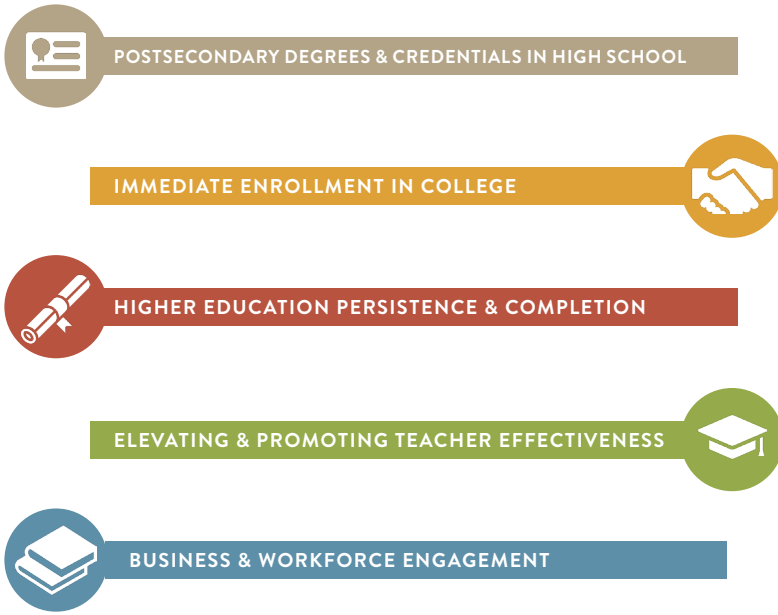 POSTSECONDARY DEGREES & CREDENTIALS IN HIGH SCHOOL
IMMEDIATE ENROLLMENT IN COLLEGE
HIGHER EDUCATION PERSISTENCE & COMPLETION
ELEVATING & PROMOTING TEACHER EFFECTIVENESS
BUSINESS & WORKFORCE ENGAGEMENT